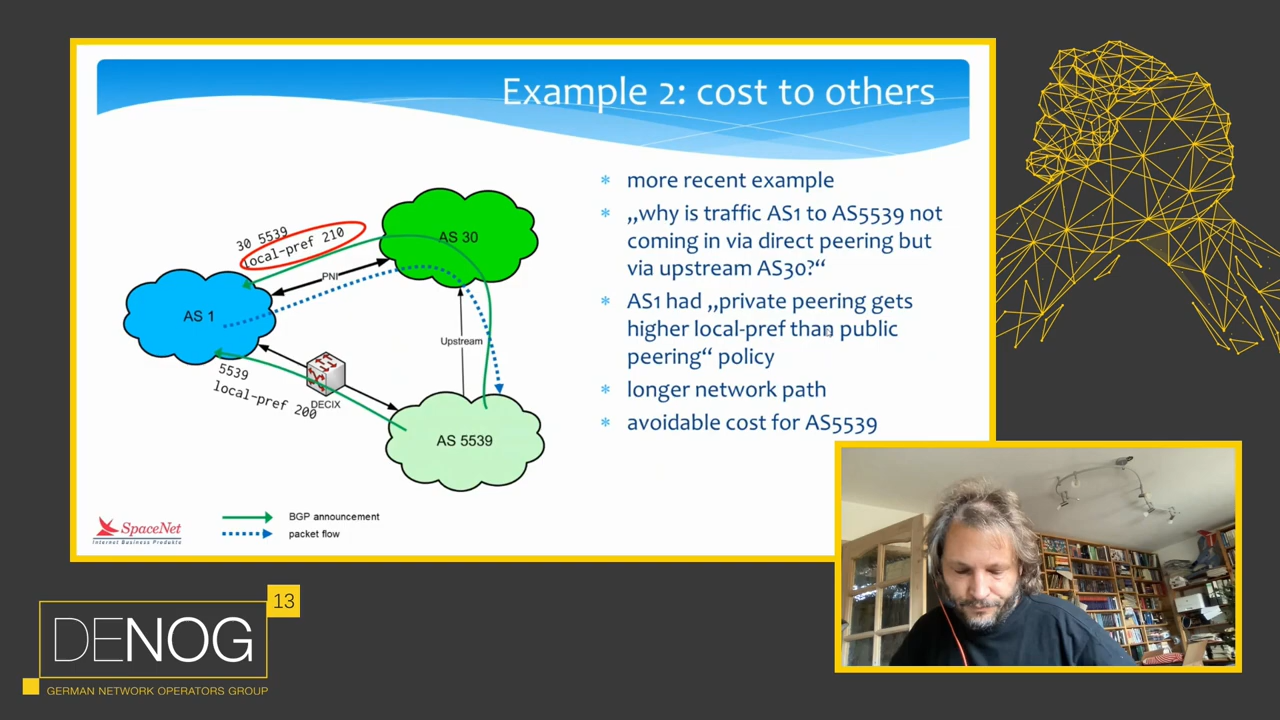 Example 2: cost to others
30 5539
local-pref 210
AS 30
PNI
AS 1
5539
local-pref 200
DECIX
Upstream
AS 5539
BGP announcement
packet flow
SpaceNet
Internet Business Produkte
* more recent example
* „why is traffic AS1 to AS5539 not
coming in via direct peering but
via upstream AS30?“
* AS1 had „private peering gets
higher local-pref than public
peering“ policy
* longer network path
* avoidable cost for AS5539
DENOG
13
GERMAN NETWORK OPERATORS GROUP